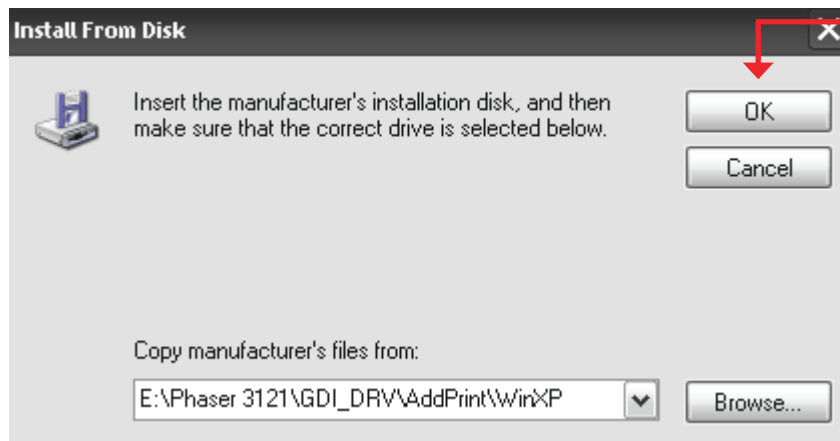 Install From Disk
Insert the manufacturer's installation disk, and then
make sure that the correct drive is selected below.
OK
Cancel
Copy manufacturer's files from:
E:\Phaser 3121\GDI_DRV\AddPrint\WinXP
Browse...